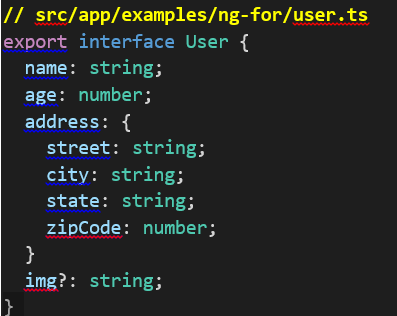 // src/app/examples/ng-for/user.ts
export interface User {
  name: string;
  age: number;
  address: {
    street: string;
    city: string;
    state: string;
    zipCode: number;
  }
  img?: string;
}